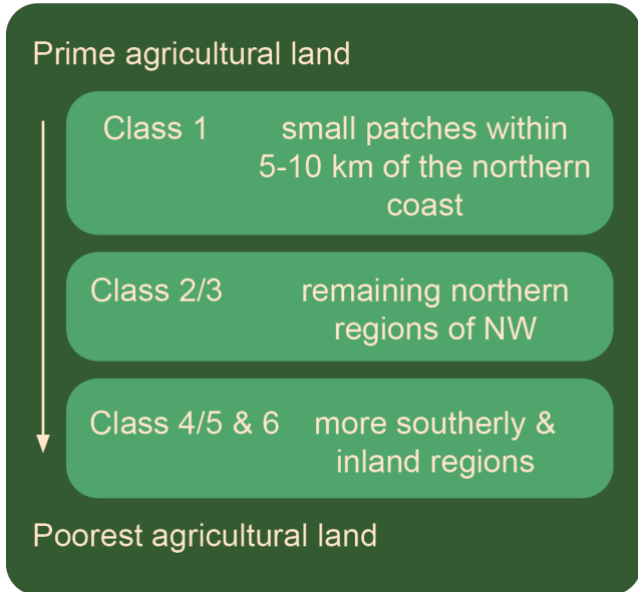 Prime agricultural land
Class 1 small patches within
5-10 km of the northern
coast
Class 2/3 remaining northern
regions of NW
Class 4/5 & 6 more southerly &
inland regions
Poorest agricultural land